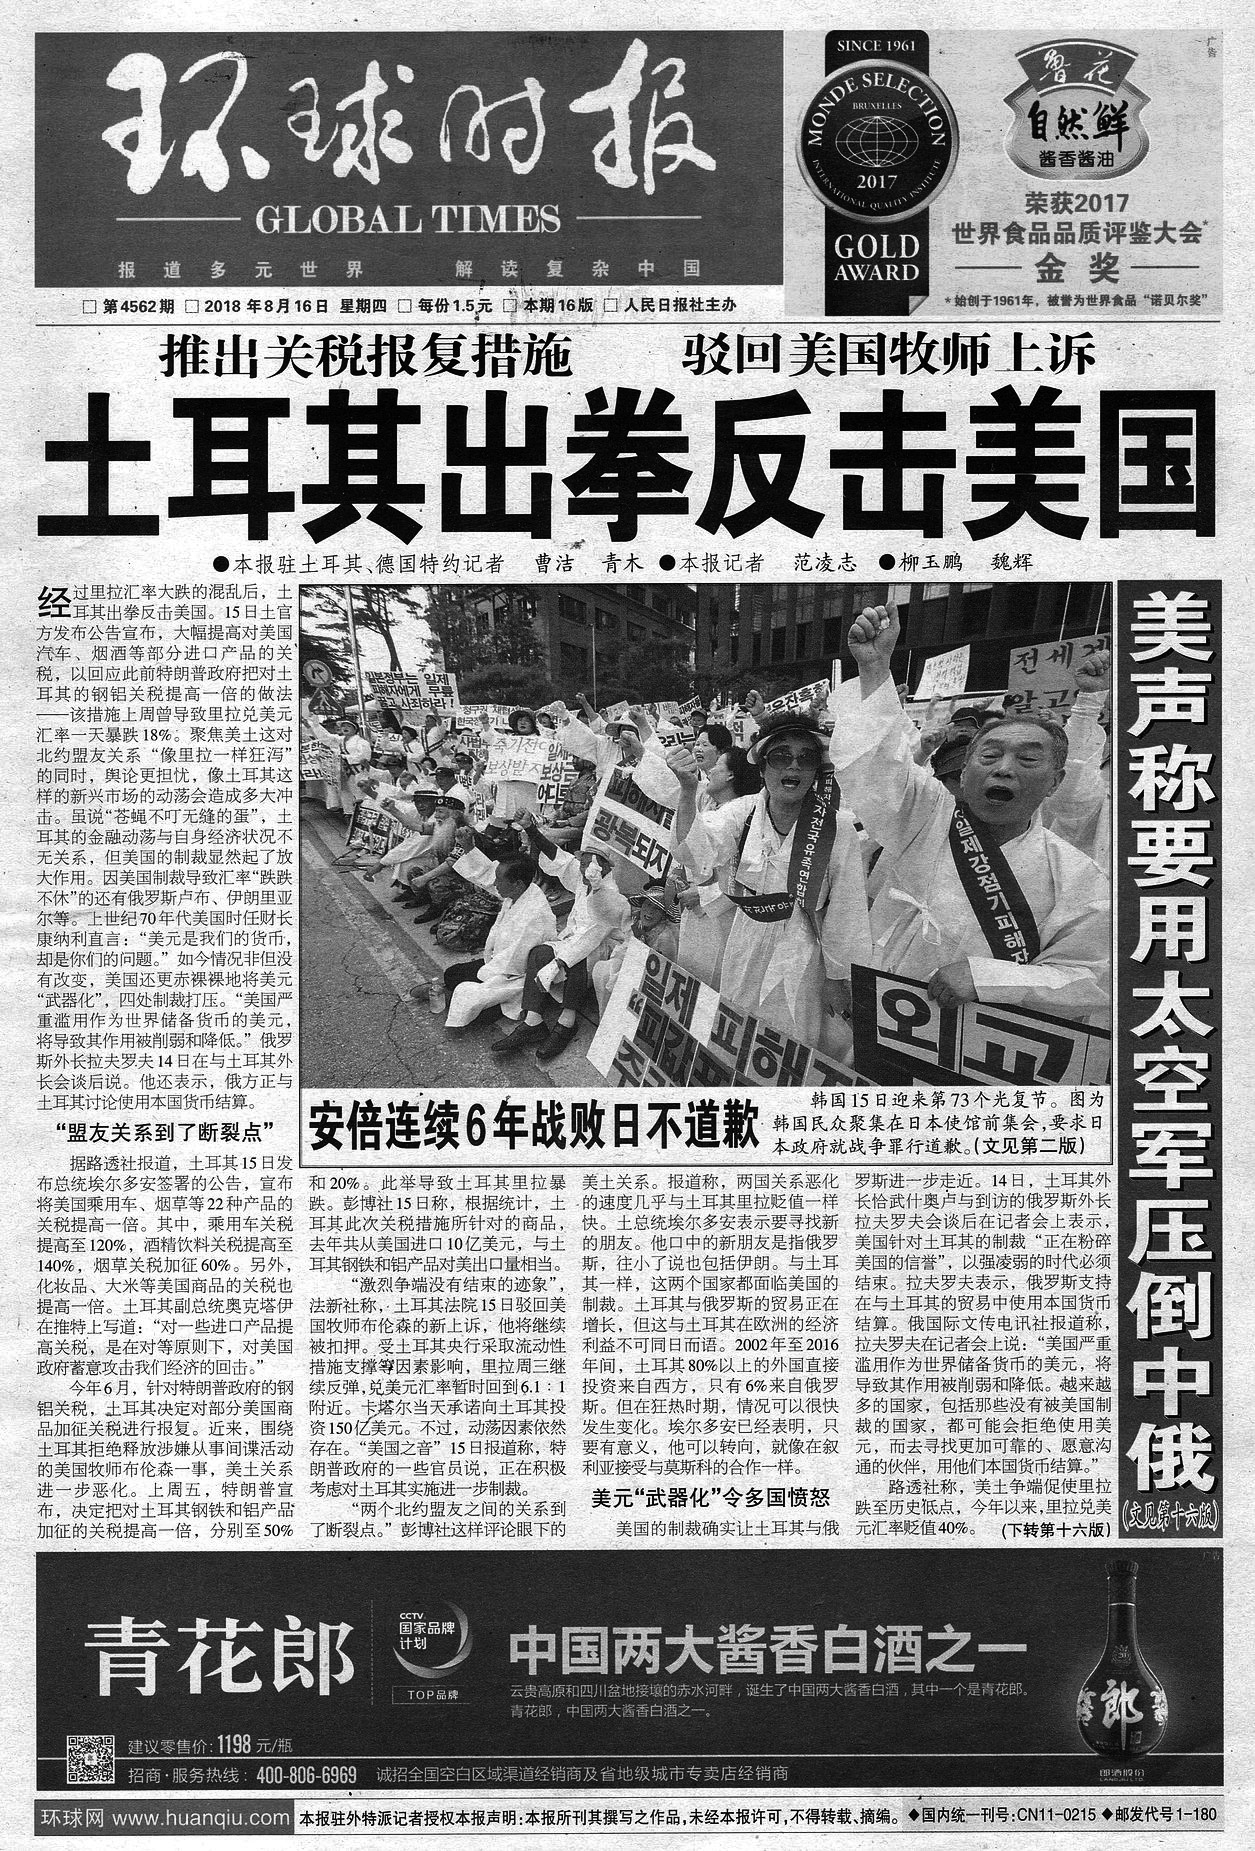 环球时报
GLOBAL TIMES
报道多元世界 解读复杂中国
广告
SINCE 1961
MONDE SELECTION
BRUXELLES
INTERNATIONAL QUALITY INSTITUTE
2017
GOLD
AWARD
鲁花
自然鲜
酱香酱油
荣获2017
世界食品品质评鉴大会*
金奖
*始创于1961年，被誉为世界食品“诺贝尔奖”
□ 第4562期 □ 2018年8月16日 星期四 □ 每份1.5元 □ 本期16版 □ 人民日报社主办
推出关税报复措施 驳回美国牧师上诉
土耳其出拳反击美国
●本报驻土耳其、德国特约记者 曹洁 青木 ●本报记者 范凌志 ●柳玉鹏 魏辉
经过里拉汇率大跌的混乱后，土
耳其出拳反击美国。15日土官
方发布公告宣布，大幅提高对美国
汽车、烟酒等部分进口产品的关
税，以回应此前特朗普政府把对土
耳其的钢铝关税提高一倍的做法
——该措施上周曾导致里拉兑美元
汇率一天暴跌18%。聚焦美土这对
北约盟友关系“像里拉一样狂泻”
的同时，舆论更担忧，像土耳其这
样的新兴市场的动荡会造成多大冲
击。虽说“苍蝇不叮无缝的蛋”，土
耳其的金融动荡与自身经济状况不
无关系，但美国的制裁显然起了放
大作用。因美国制裁导致汇率“跌跌
不休”的还有俄罗斯卢布、伊朗里亚
尔等。上世纪70年代美国时任财长
康纳利直言：“美元是我们的货币，
却是你们的问题。”如今情况非但没
有改变，美国还更赤裸裸地将美元
“武器化”，四处制裁打压。“美国严
重滥用作为世界储备货币的美元，
将导致其作用被削弱和降低。”俄罗
斯外长拉夫罗夫14日在与土耳其外
长会谈后说。他还表示，俄方正与
土耳其讨论使用本国货币结算。
“盟友关系到了断裂点”
据路透社报道，土耳其15日发
布总统埃尔多安签署的公告，宣布
将美国乘用车、烟草等22种产品的
关税提高一倍。其中，乘用车关税
提高至120%，酒精饮料关税提高至
140%，烟草关税加征60%。另外，
化妆品、大米等美国商品的关税也
提高一倍。土耳其副总统奥克塔伊
在推特上写道：“对一些进口产品提
高关税，是在对等原则下，对美国
政府蓄意攻击我们经济的回击。”
今年6月，针对特朗普政府的钢
铝关税，土耳其决定对部分美国商
品加征关税进行报复。近来，围绕
土耳其拒绝释放涉嫌从事间谍活动
的美国牧师布伦森一事，美土关系
进一步恶化。上周五，特朗普宣
布，决定把对土耳其钢铁和铝产品
加征的关税提高一倍，分别至50%
安倍连续6年战败日不道歉
韩国15日迎来第73个光复节。图为
韩国民众聚集在日本使馆前集会，要求日
本政府就战争罪行道歉。（文见第二版）
和20%。此举导致土耳其里拉暴
跌。彭博社15日称，根据统计，土
耳其此次关税措施所针对的商品，
去年共从美国进口10亿美元，与土
耳其钢铁和铝产品对美出口量相当。
“激烈争端没有结束的迹象”，
法新社称，土耳其法院15日驳回美
国牧师布伦森的新上诉，他将继续
被扣押。受土耳其央行采取流动性
措施支撑等因素影响，里拉周三继
续反弹，兑美元汇率暂时回到6.1：1
附近。卡塔尔当天承诺向土耳其投
资150亿美元。不过，动荡因素依然
存在。“美国之音”15日报道称，特
朗普政府的一些官员说，正在积极
考虑对土耳其实施进一步制裁。
“两个北约盟友之间的关系到
了断裂点。”彭博社这样评论眼下的
美土关系。报道称，两国关系恶化
的速度几乎与土耳其里拉贬值一样
快。土总统埃尔多安表示要寻找新
的朋友。他口中的新朋友是指俄罗
斯，往小了说也包括伊朗。与土耳
其一样，这两个国家都面临美国的
制裁。土耳其与俄罗斯的贸易正在
增长，但这与土耳其在欧洲的经济
利益不可同日而语。2002年至2016
年间，土耳其80%以上的外国直接
投资来自西方，只有6%来自俄罗
斯。但在狂热时期，情况可以很快
发生变化。埃尔多安已经表明，只
要有意义，他可以转向，就像在叙
利亚接受与莫斯科的合作一样。
美元“武器化”令多国愤怒
美国的制裁确实让土耳其与俄
罗斯进一步走近。14日，土耳其外
长恰武什奥卢与到访的俄罗斯外长
拉夫罗夫会谈后在记者会上表示，
美国针对土耳其的制裁“正在粉碎
美国的信誉”，以强凌弱的时代必须
结束。拉夫罗夫表示，俄罗斯支持
在与土耳其的贸易中使用本国货币
结算。俄国际文传电讯社报道称，
拉夫罗夫在记者会上说：“美国严重
滥用作为世界储备货币的美元，将
导致其作用被削弱和降低。越来越
多的国家，包括那些没有被美国制
裁的国家，都可能会拒绝使用美
元，而去寻找更加可靠的、愿意沟
通的伙伴，用他们本国货币结算。”
路透社称，美土争端促使里拉
跌至历史低点，今年以来，里拉兑美
元汇率贬值40%。（下转第十六版）
美声称要用太空军压倒中俄
（文见第十六版）
广告
青花郎
CCTV
国家品牌
计划
TOP品牌
中国两大酱香白酒之一
云贵高原和四川盆地接壤的赤水河畔，诞生了中国两大酱香白酒，其中一个是青花郎。
青花郎，中国两大酱香白酒之一。
郎
郎酒股份
建议零售价：1198 元/瓶
招商·服务热线：400-806-6969 诚招全国空白区域渠道经销商及省地级城市专卖店经销商
环球网 www.huanqiu.com
本报驻外特派记者授权本报声明：本报所刊其撰写之作品，未经本报许可，不得转载、摘编。 ◆国内统一刊号：CN11-0215 ◆邮发代号1-180